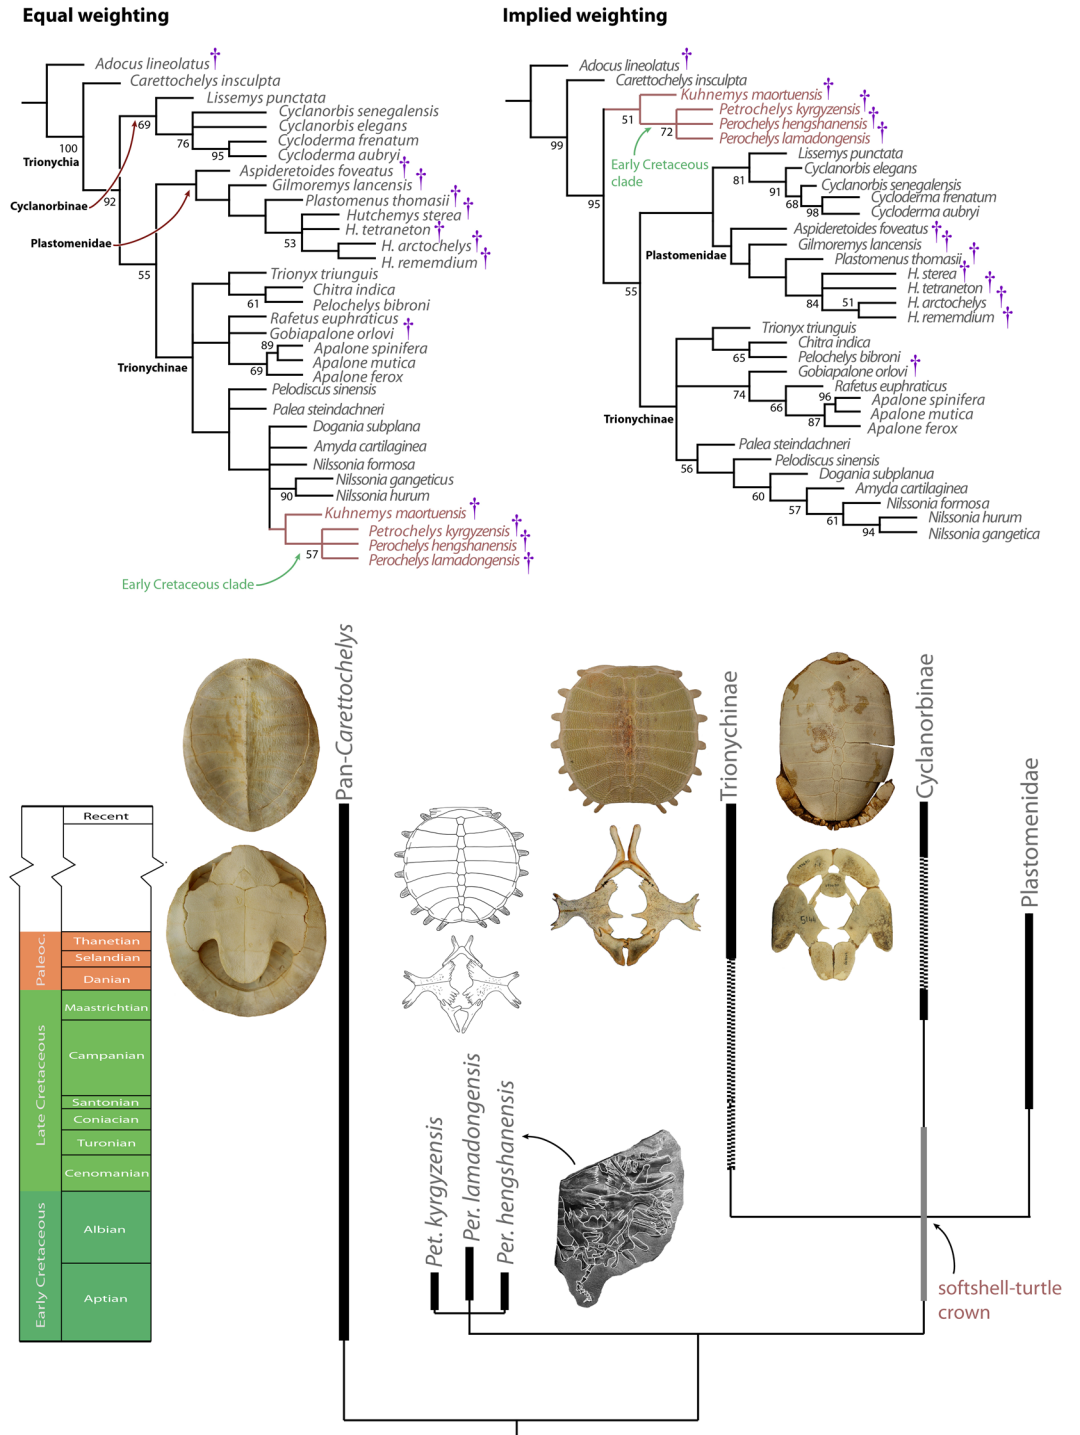 Equal weighting
Adocus lineolatus †
Carettochelys insculpta
Lissemys punctata
Cyclanorbis senegalensis
Cyclanorbis elegans
Cycloderma frenatum
Cycloderma aubryi
Aspideretoides foveatus †
Gilmoremys lancensis †
Plastomenus thomasii †
Hutchemys sterea †
H. tetraneton †
H. arctochelys †
H. rememdium †
Trionyx triunguis
Chitra indica
Pelochelys bibroni
Rafetus euphraticus
Gobiapalone orlovi †
Apalone spinifera
Apalone mutica
Apalone ferox
Pelodiscus sinensis
Palea steindachneri
Dogania subplana
Amyda cartilaginea
Nilssonia formosa
Nilssonia gangeticus
Nilssonia hurum
Kuhnemys maortuensis †
Petrochelys kyrgyzensis †
Perochelys hengshanensis †
Perochelys lamadongensis †
100
Trionychia
69
76
95
Cyclanorbinae
92
Plastomenidae
53
55
61
89
69
Trionychinae
90
57
Early Cretaceous clade
Implied weighting
Adocus lineolatus †
Carettochelys insculpta
Kuhnemys maortuensis †
Petrochelys kyrgyzensis †
Perochelys hengshanensis †
Perochelys lamadongensis †
Lissemys punctata
Cyclanorbis elegans
Cyclanorbis senegalensis
Cycloderma frenatum
Cycloderma aubryi
Aspideretoides foveatus †
Gilmoremys lancensis †
Plastomenus thomasii †
H. sterea †
H. tetraneton †
H. arctochelys †
H. rememdium †
Trionyx triunguis
Chitra indica
Pelochelys bibroni
Gobiapalone orlovi †
Rafetus euphraticus
Apalone spinifera
Apalone mutica
Apalone ferox
Palea steindachneri
Pelodiscus sinensis
Dogania subplanua
Amyda cartilaginea
Nilssonia formosa
Nilssonia hurum
Nilssonia gangetica
99
51
72
Early Cretaceous
clade
95
81
91
68
98
Plastomenidae
55
84
51
65
74
66
96
87
Trionychinae
56
60
57
61
94
Pan-Carettochelys
Trionychinae
Cyclanorbinae
Plastomenidae
Pet. kyrgyzensis
Per. lamadongensis
Per. hengshanensis
softshell-turtle
crown
Recent
Paleoc.
Thanetian
Selandian
Danian
Late Cretaceous
Maastrichtian
Campanian
Santonian
Coniacian
Turonian
Cenomanian
Early Cretaceous
Albian
Aptian